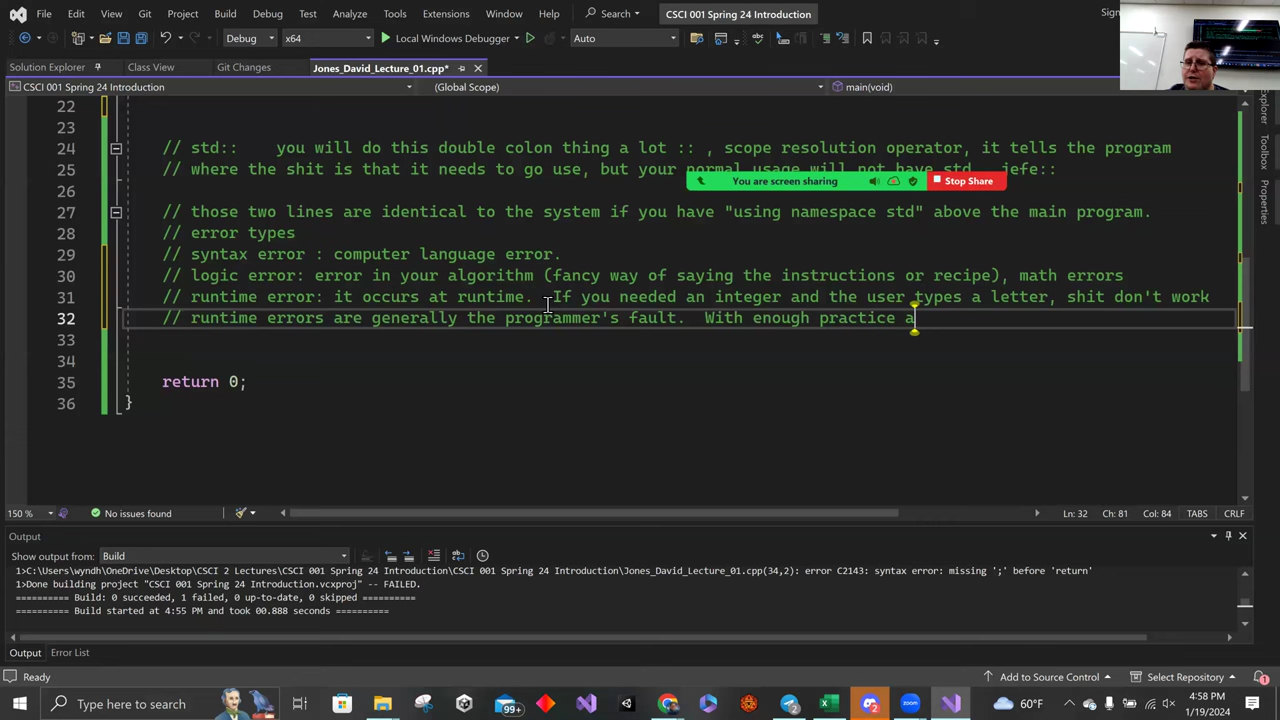 File Edit View Git Project Build Debug Test Analyze Tools Extensions Window Help Search CSCI 001 Spring 24 Introduction Sign
Debug x64 Local Windows Debugger Auto
Solution Explorer Class View Git Changes Jones_David_Lecture_01.cpp*
CSCI 001 Spring 24 Introduction (Global Scope) main(void)
22
23
24 // std:: you will do this double colon thing a lot :: , scope resolution operator, it tells the program
25 // where the shit is that it needs to go use, but your normal usage will not have std jefe::
You are screen sharing Stop Share
26
27 // those two lines are identical to the system if you have "using namespace std" above the main program.
28 // error types
29 // syntax error : computer language error.
30 // logic error: error in your algorithm (fancy way of saying the instructions or recipe), math errors
31 // runtime error: it occurs at runtime. If you needed an integer and the user types a letter, shit don't work
32 // runtime errors are generally the programmer's fault. With enough practice a
33
34
35 return 0;
36 }
Explorer
Toolbox
Properties
150 % No issues found Ln: 32 Ch: 81 Col: 84 TABS CRLF
Output
Show output from: Build
1>C:\Users\wyndh\OneDrive\Desktop\CSCI 2 Lectures\CSCI 001 Spring 24 Introduction\CSCI 001 Spring 24 Introduction\Jones_David_Lecture_01.cpp(34,2): error C2143: syntax error: missing ';' before 'return'
1>Done building project "CSCI 001 Spring 24 Introduction.vcxproj" -- FAILED.
========== Build: 0 succeeded, 1 failed, 0 up-to-date, 0 skipped ==========
========== Build started at 4:55 PM and took 00.888 seconds ==========
Output Error List
Ready Add to Source Control Select Repository 1
Type here to search 99+ 2 zoom 60°F 4:58 PM
1/19/2024